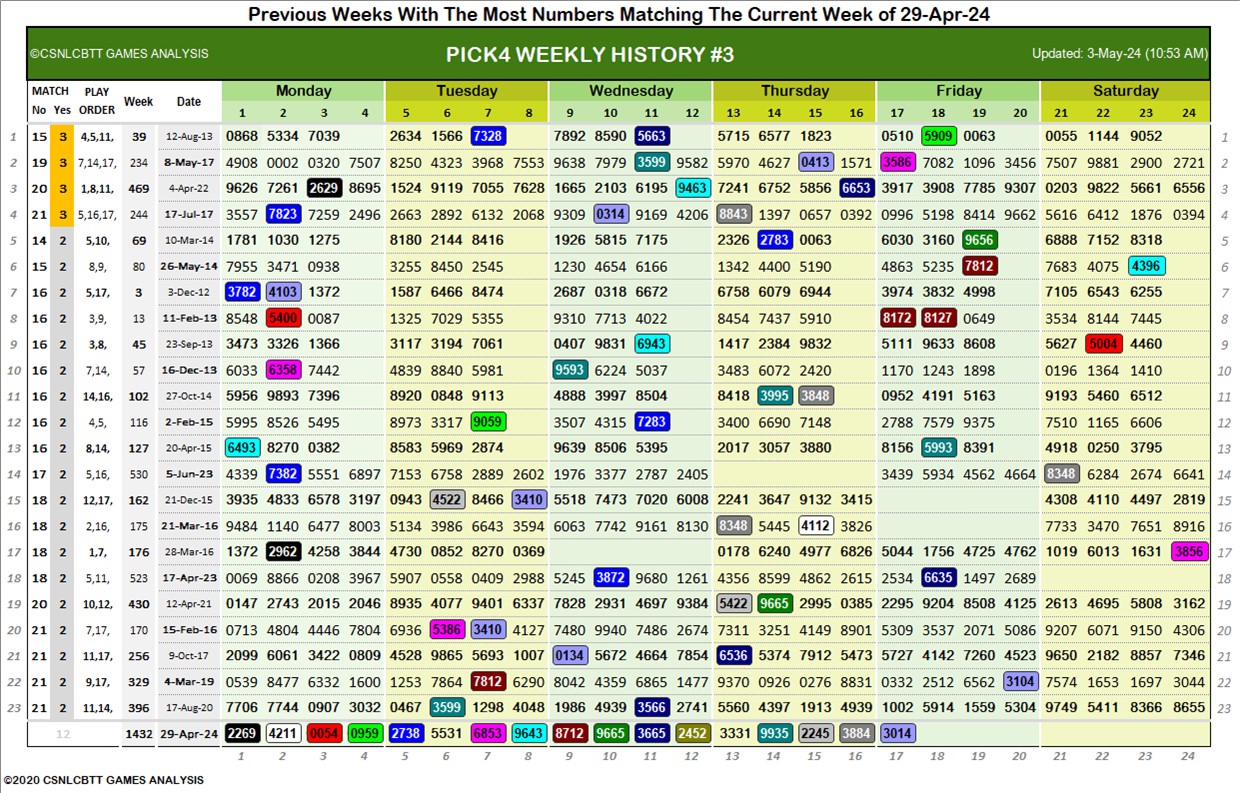 Previous Weeks With The Most Numbers Matching The Current Week of 29-Apr-24
©CSNLCBTT GAMES ANALYSIS PICK4 WEEKLY HISTORY #3 Updated: 3-May-24 (10:53 AM)
MATCH PLAY Week Date Monday Tuesday Wednesday Thursday Friday Saturday
No Yes ORDER 1 2 3 4 5 6 7 8 9 10 11 12 13 14 15 16 17 18 19 20 21 22 23 24
1 15 3 4,5,11, 39 12-Aug-13 0868 5334 7039 2634 1566 7328 7892 8590 5663 5715 6577 1823 0510 5909 0063 0055 1144 9052 1
2 19 3 7,14,17, 234 8-May-17 4908 0002 0320 7507 8250 4323 3968 7553 9638 7979 3599 9582 5970 4627 0413 1571 3586 7082 1096 3456 7507 9881 2900 2721 2
3 20 3 1,8,11, 469 4-Apr-22 9626 7261 2629 8695 1524 9119 7055 7628 1665 2103 6195 9463 7241 6752 5856 6653 3917 3908 7785 9307 0203 9822 5661 6556 3
4 21 3 5,16,17, 244 17-Jul-17 3557 7823 7259 2496 2663 2892 6132 2068 9309 0314 9169 4206 8843 1397 0657 0392 0996 5198 8414 9662 5616 6412 1876 0394 4
5 14 2 5,10, 69 10-Mar-14 1781 1030 1275 8180 2144 8416 1926 5815 7175 2326 2783 0063 6030 3160 9656 6888 7152 8318 5
6 15 2 8,9, 80 26-May-14 7955 3471 0938 3255 8450 2545 1230 4654 6166 1342 4400 5190 4863 5235 7812 7683 4075 4396 6
7 16 2 5,17, 3 3-Dec-12 3782 4103 1372 1587 6466 8474 2687 0318 6672 6758 6079 6944 3974 3832 4998 7105 6543 6255 7
8 16 2 3,9, 13 11-Feb-13 8548 5400 0087 1325 7029 5355 9310 7713 4022 8454 7437 5910 8172 8127 0649 3534 8144 7445 8
9 16 2 3,8, 45 23-Sep-13 3473 3326 1366 3117 3194 7061 0407 9831 6943 1417 2384 9832 5111 9633 8608 5627 5004 4460 9
10 16 2 7,14, 57 16-Dec-13 6033 6358 7442 4839 8840 5981 9593 6224 5037 3483 6072 2420 1170 1243 1898 0196 1364 1410 10
11 16 2 14,16, 102 27-Oct-14 5956 9893 7396 8920 0848 9113 4888 3997 8504 8418 3995 3848 0952 4191 5163 9193 5460 6512 11
12 16 2 4,5, 116 2-Feb-15 5995 8526 5495 8973 3317 9059 3507 4315 7283 3400 6690 7148 2788 7579 9375 7510 1165 6606 12
13 16 2 8,14, 127 20-Apr-15 6493 8270 0382 8583 5969 2874 9639 8506 5395 2017 3057 3880 8156 5993 8391 4918 0250 3795 13
14 17 2 5,16, 530 5-Jun-23 4339 7382 5551 6897 7153 6758 2889 2602 1976 3377 2787 2405 3439 5934 4562 4664 8348 6284 2674 6641 14
15 18 2 12,17, 162 21-Dec-15 3935 4833 6578 3197 0943 4522 8466 3410 5518 7473 7020 6008 2241 3647 9132 3415 4308 4110 4497 2819 15
16 18 2 2,16, 175 21-Mar-16 9484 1140 6477 8003 5134 3986 6643 3594 6063 7742 9161 8130 8348 5445 4112 3826 7733 3470 7651 8916 16
17 18 2 1,7, 176 28-Mar-16 1372 2962 4258 3844 4730 0852 8270 0369 0178 6240 4977 6826 5044 1756 4725 4762 1019 6013 1631 3856 17
18 18 2 5,11, 523 17-Apr-23 0069 8866 0208 3967 5907 0558 0409 2988 5245 3872 9680 1261 4356 8599 4862 2615 2534 6635 1497 2689 18
19 20 2 10,12, 430 12-Apr-21 0147 2743 2015 2046 8935 4077 9401 6337 7828 2931 4697 9384 5422 9665 2995 0385 2295 9204 8508 4125 2613 4695 5808 3162 19
20 21 2 7,17, 170 15-Feb-16 0713 4804 4446 7804 6936 5386 3410 4127 7480 9940 7486 2674 7311 3251 4149 8901 5309 3537 2071 5086 9207 6071 9150 4306 20
21 21 2 11,17, 256 9-Oct-17 2099 6061 3422 0809 4528 9865 5693 1007 0134 5672 4664 7854 6536 5374 7912 5473 5727 4142 7260 4523 9650 2182 8857 7346 21
22 21 2 9,17, 329 4-Mar-19 0539 8477 6332 1600 1253 7864 7812 6290 8042 4359 6865 1477 9370 0926 0276 8831 0332 2512 6562 3104 7574 1653 1697 3044 22
23 21 2 11,14, 396 17-Aug-20 7706 7744 0907 3032 0467 3599 1298 4048 1986 4939 3566 2741 5560 4397 1913 4939 1002 5914 1559 5304 9749 5411 8366 8655 23
12 1432 29-Apr-24 2269 4211 0054 0959 2738 5531 6853 9643 8712 9665 3665 2452 3331 9935 2245 3884 3014
1 2 3 4 5 6 7 8 9 10 11 12 13 14 15 16 17 18 19 20 21 22 23 24
©2020 CSNLCBTT GAMES ANALYSIS